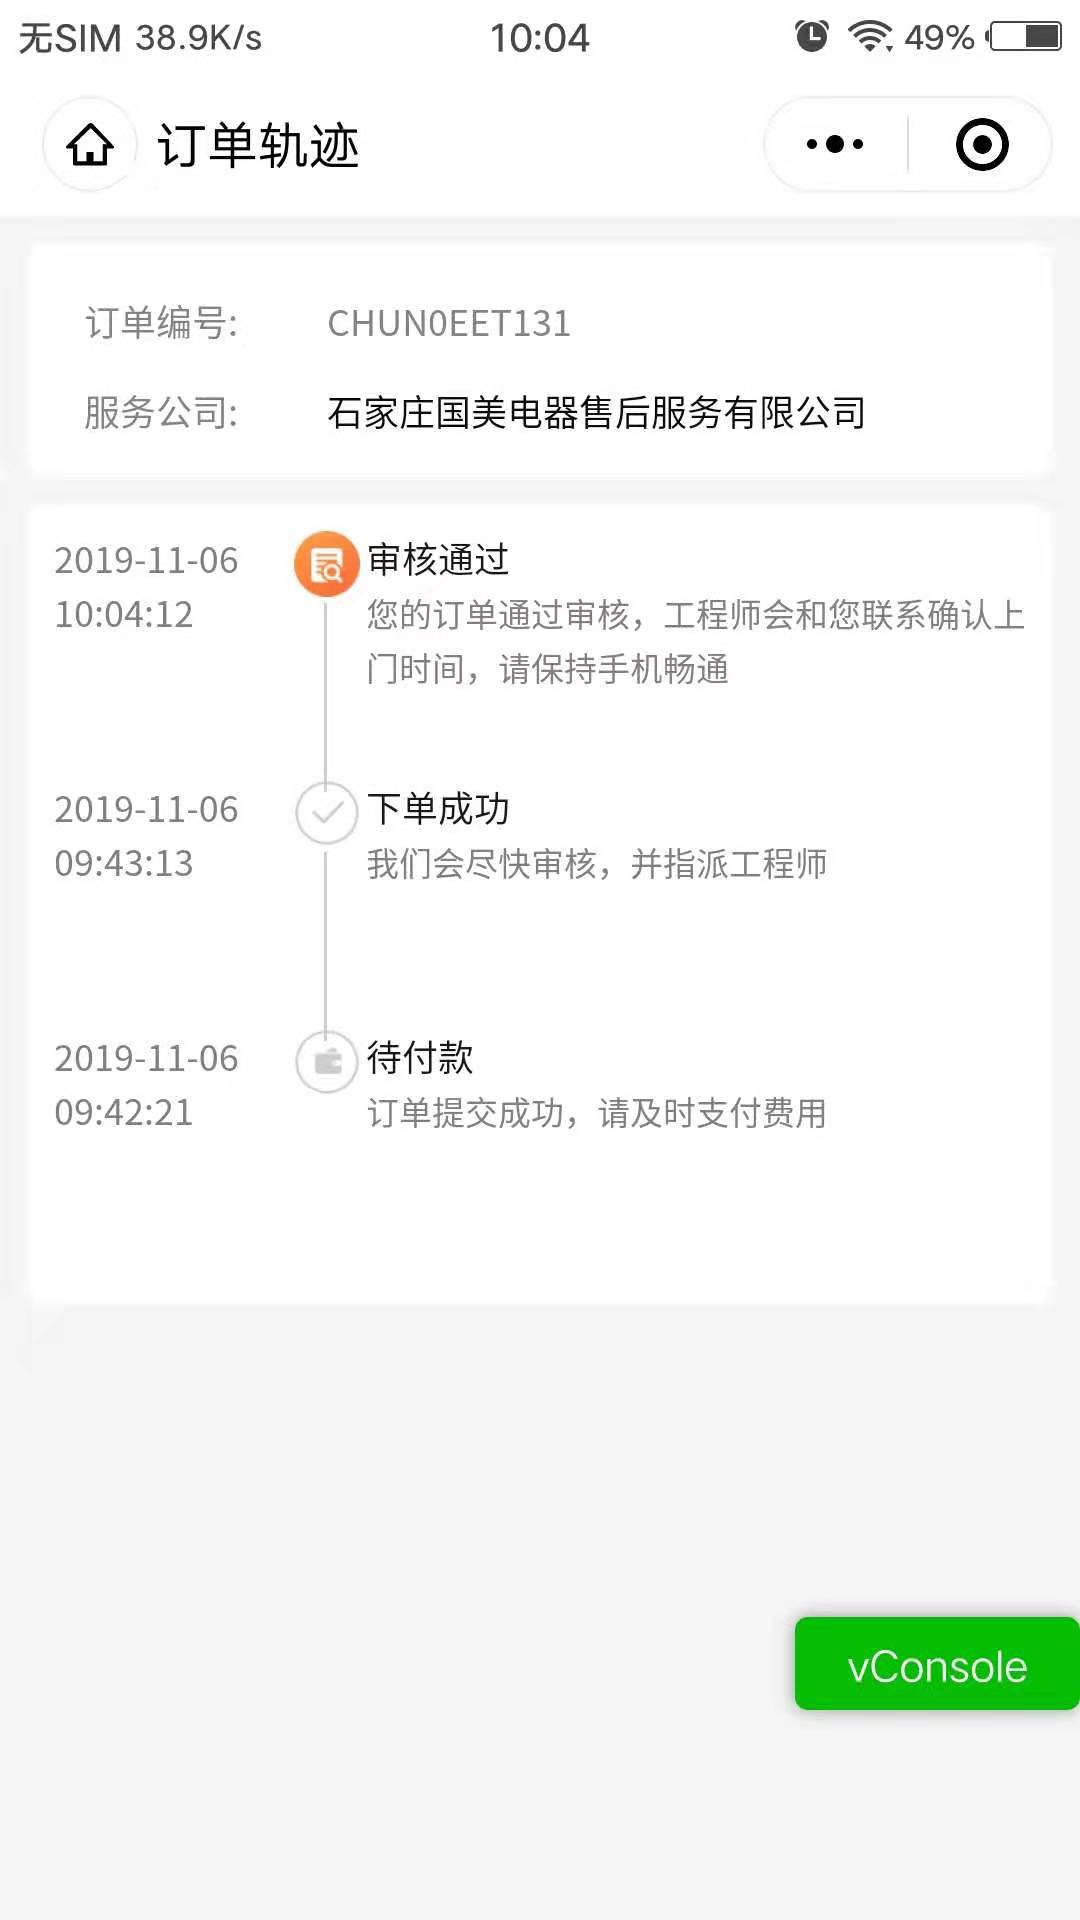 无SIM 38.9K/s 10:04 49%
订单轨迹
订单编号: CHUN0EET131
服务公司: 石家庄国美电器售后服务有限公司
2019-11-06 审核通过
10:04:12 您的订单通过审核，工程师会和您联系确认上
门时间，请保持手机畅通
2019-11-06 下单成功
09:43:13 我们会尽快审核，并指派工程师
2019-11-06 待付款
09:42:21 订单提交成功，请及时支付费用
vConsole